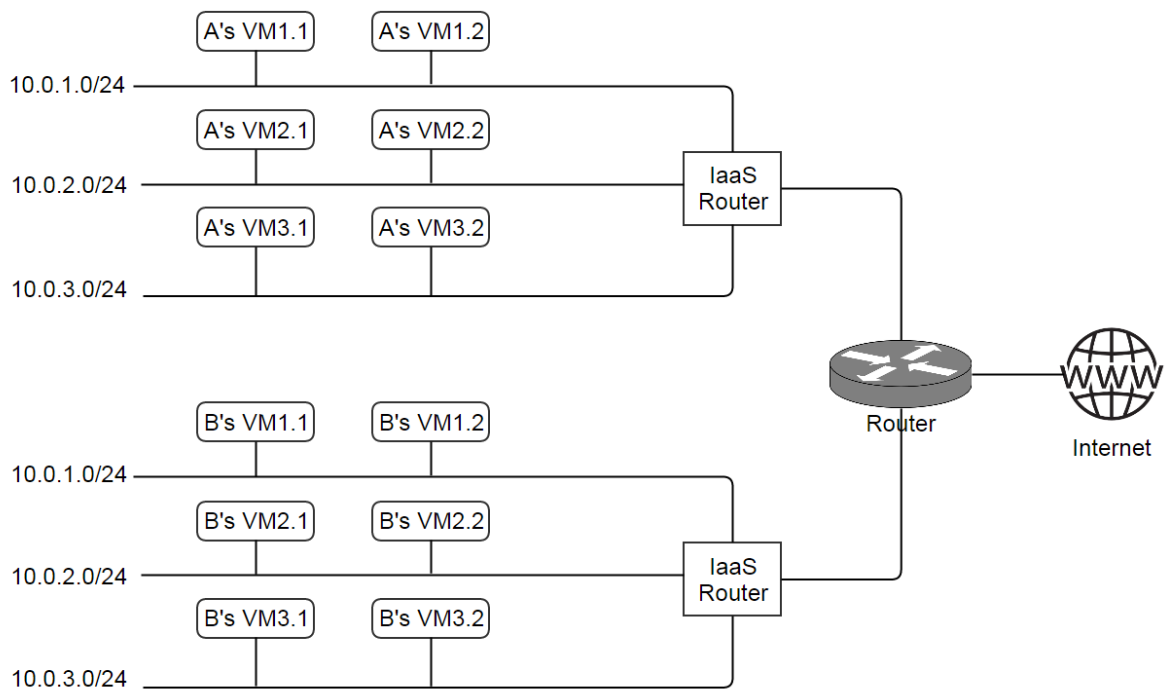 A's VM1.1
A's VM1.2
10.0.1.0/24
A's VM2.1
A's VM2.2
10.0.2.0/24
IaaS
Router
A's VM3.1
A's VM3.2
10.0.3.0/24
WWW
Router
Internet
B's VM1.1
B's VM1.2
10.0.1.0/24
B's VM2.1
B's VM2.2
10.0.2.0/24
IaaS
Router
B's VM3.1
B's VM3.2
10.0.3.0/24